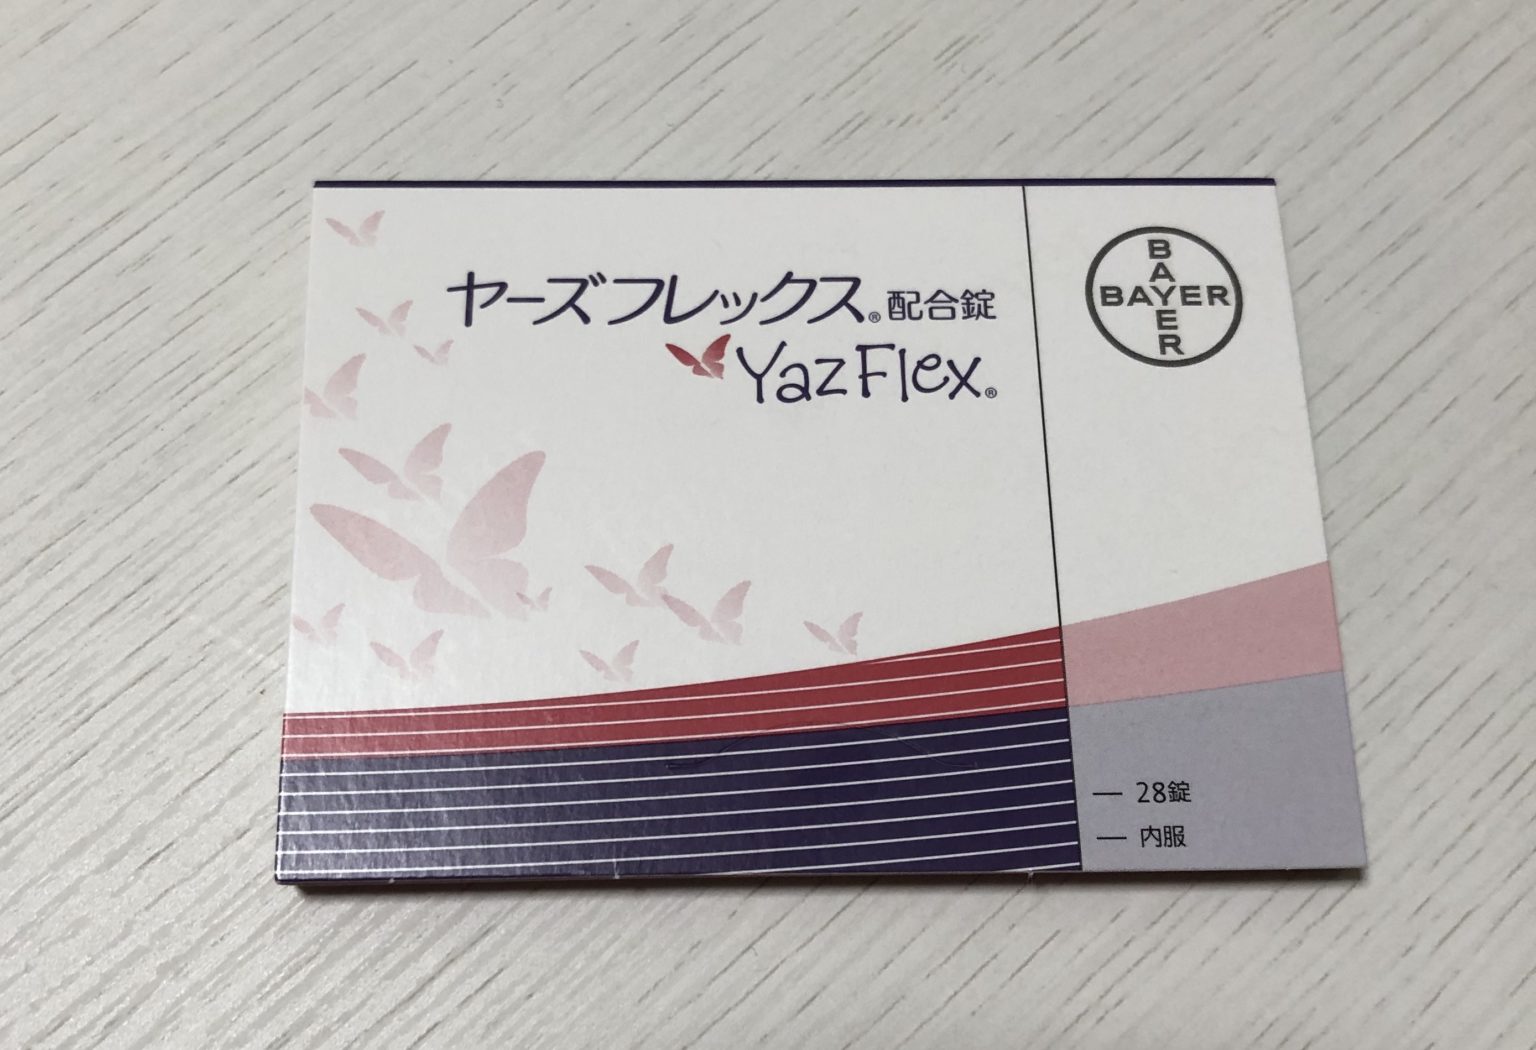 ヤーズフレックス®配合錠
YazFlex®
BAYER
BAYER
— 28錠
— 内服